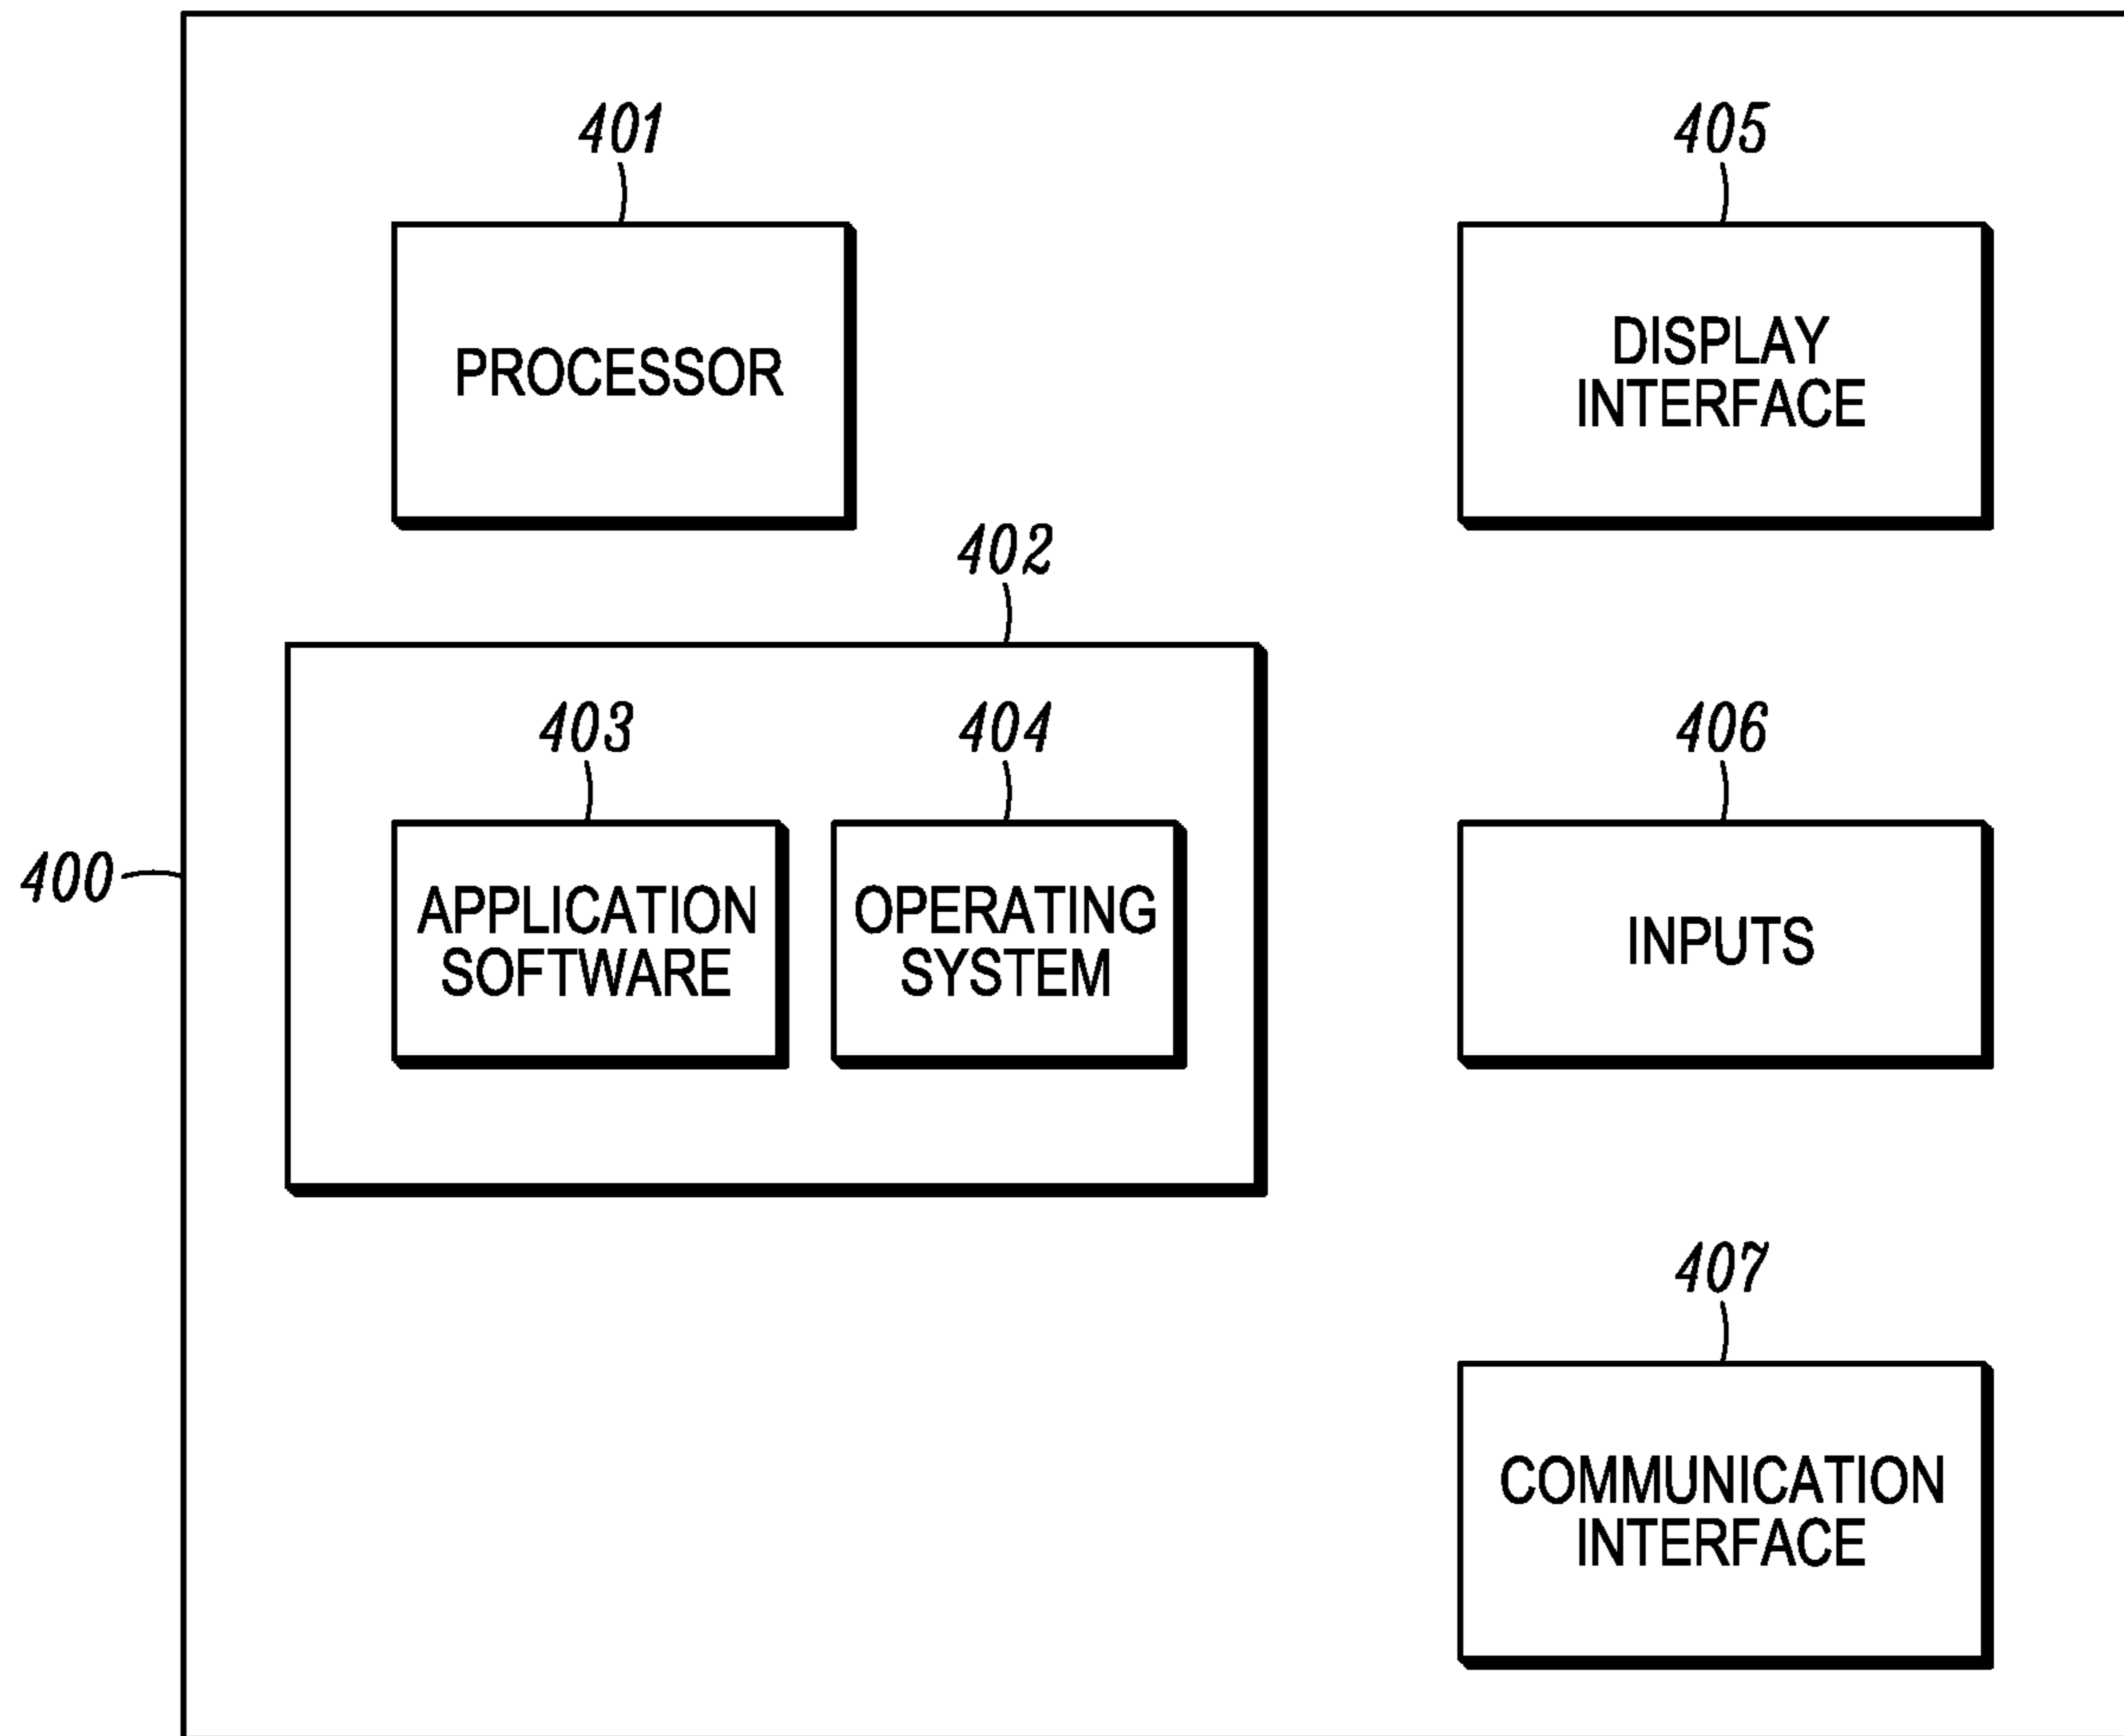 401
PROCESSOR
405
DISPLAY
INTERFACE
402
403
APPLICATION
SOFTWARE
404
OPERATING
SYSTEM
400
406
INPUTS
407
COMMUNICATION
INTERFACE